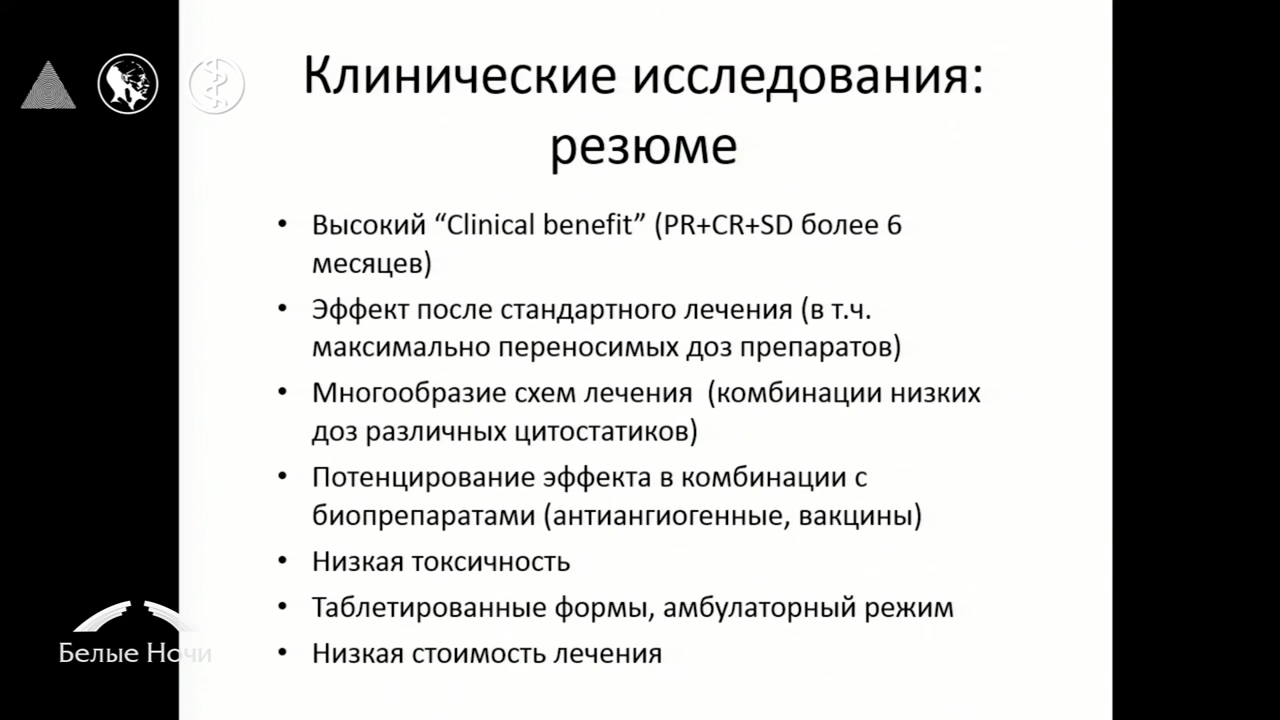 Клинические исследования:
резюме
• Высокий “Clinical benefit” (PR+CR+SD более 6
месяцев)
• Эффект после стандартного лечения (в т.ч.
максимально переносимых доз препаратов)
• Многообразие схем лечения (комбинации низких
доз различных цитостатиков)
• Потенцирование эффекта в комбинации с
биопрепаратами (антиангиогенные, вакцины)
• Низкая токсичность
• Таблетированные формы, амбулаторный режим
• Низкая стоимость лечения
Белые Ночи